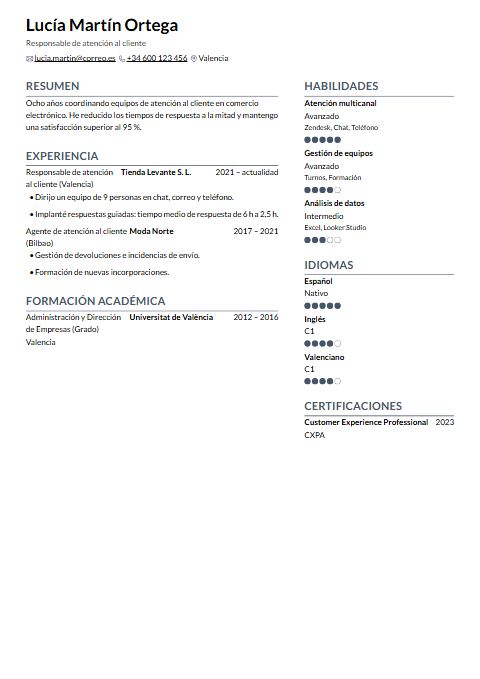 Lucía Martín Ortega
Responsable de atención al cliente
lucia.martin@correo.es +34 600 123 456 Valencia
RESUMEN
Ocho años coordinando equipos de atención al cliente en comercio
electrónico. He reducido los tiempos de respuesta a la mitad y mantengo
una satisfacción superior al 95 %.
EXPERIENCIA
Responsable de atención Tienda Levante S. L. 2021 – actualidad
al cliente (Valencia)
• Dirijo un equipo de 9 personas en chat, correo y teléfono.
• Implanté respuestas guiadas: tiempo medio de respuesta de 6 h a 2,5 h.
Agente de atención al cliente Moda Norte 2017 – 2021
(Bilbao)
• Gestión de devoluciones e incidencias de envío.
• Formación de nuevas incorporaciones.
FORMACIÓN ACADÉMICA
Administración y Dirección Universitat de València 2012 – 2016
de Empresas (Grado)
Valencia
HABILIDADES
Atención multicanal
Avanzado
Zendesk, Chat, Teléfono
Gestión de equipos
Avanzado
Turnos, Formación
Análisis de datos
Intermedio
Excel, Looker Studio
IDIOMAS
Español
Nativo
Inglés
C1
Valenciano
C1
CERTIFICACIONES
Customer Experience Professional 2023
CXPA